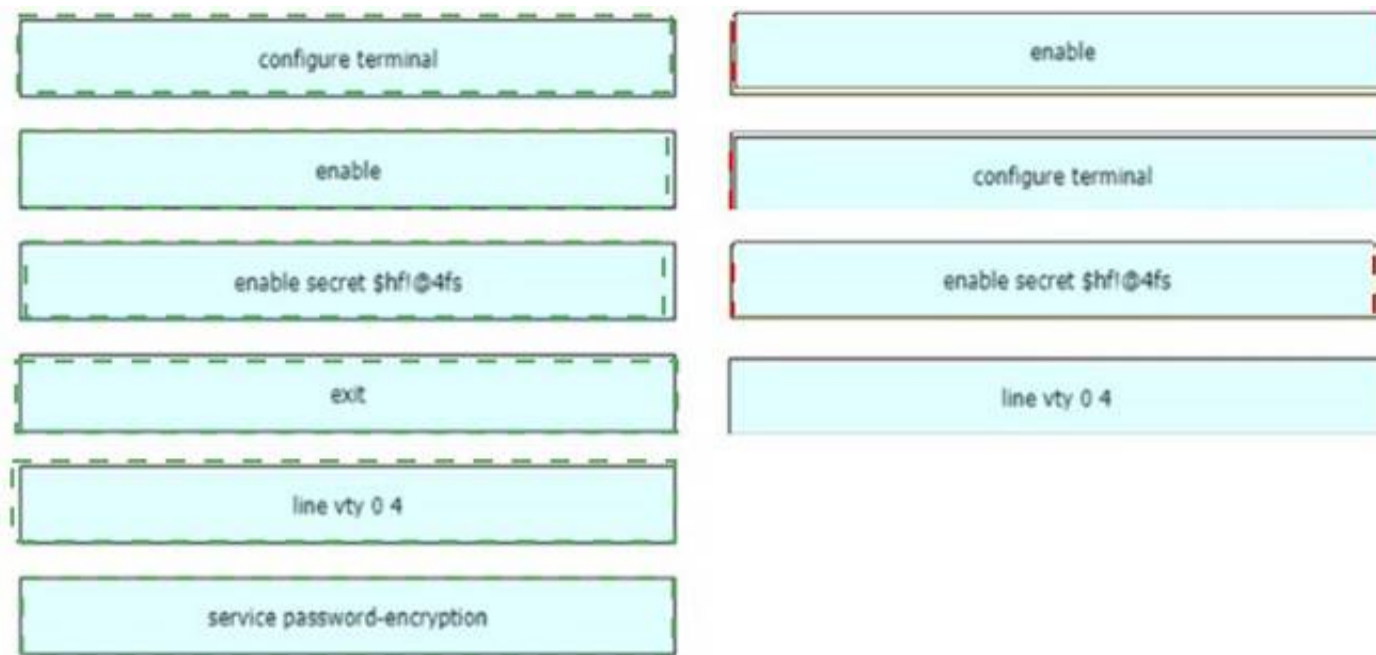 configure terminal
enable
enable secret $hf!@4fs
exit
line vty 0 4
service password-encryption
enable
configure terminal
enable secret $hf!@4fs
line vty 0 4